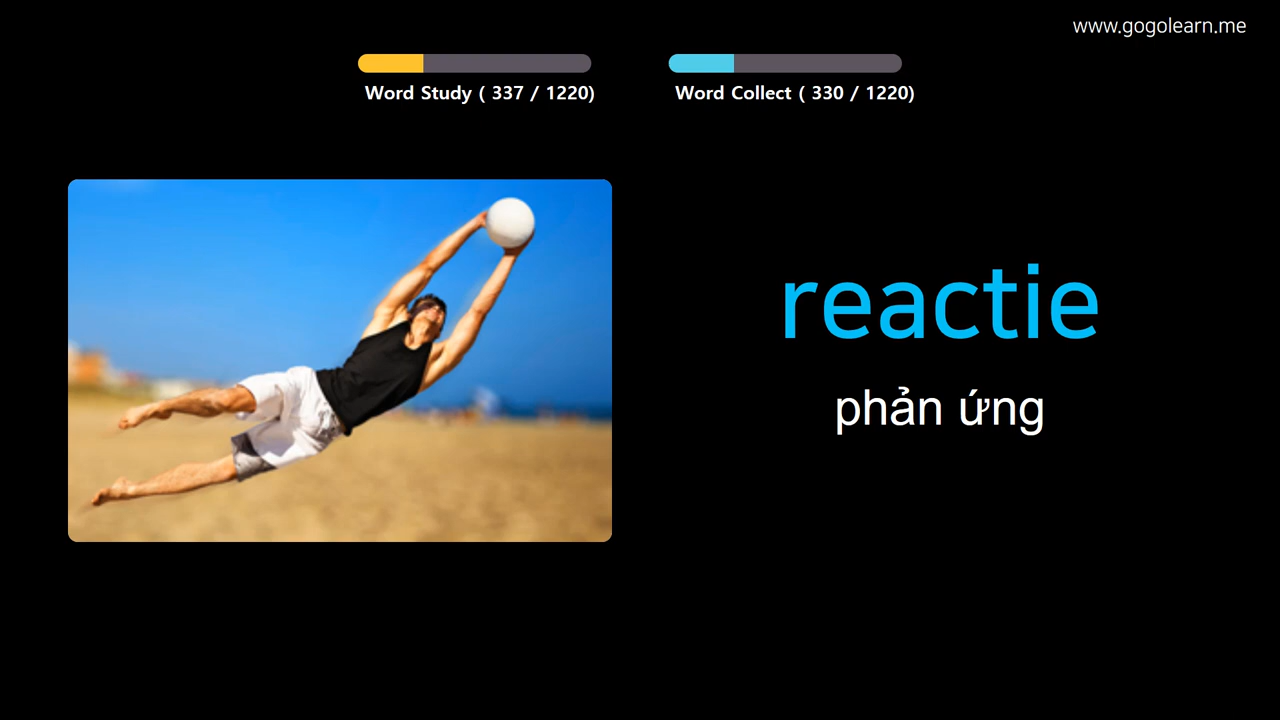 www.gogolearn.me
Word Study ( 337 / 1220)
Word Collect ( 330 / 1220)
reactie
phản ứng